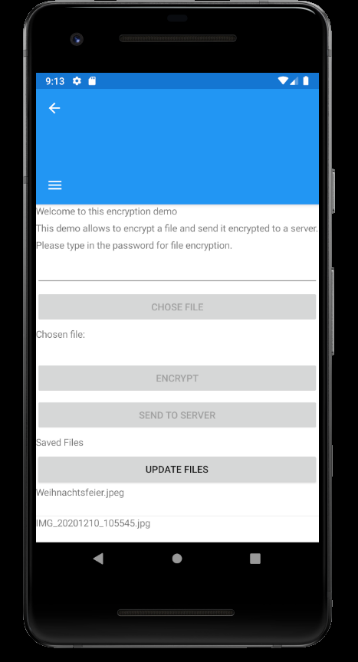 9:13
Welcome to this encryption demo
This demo allows to encrypt a file and send it encrypted to a server.
Please type in the password for file encryption.
CHOSE FILE
Chosen file:
ENCRYPT
SEND TO SERVER
Saved Files
UPDATE FILES
Weihnachtsfeier.jpeg
IMG_20201210_105545.jpg